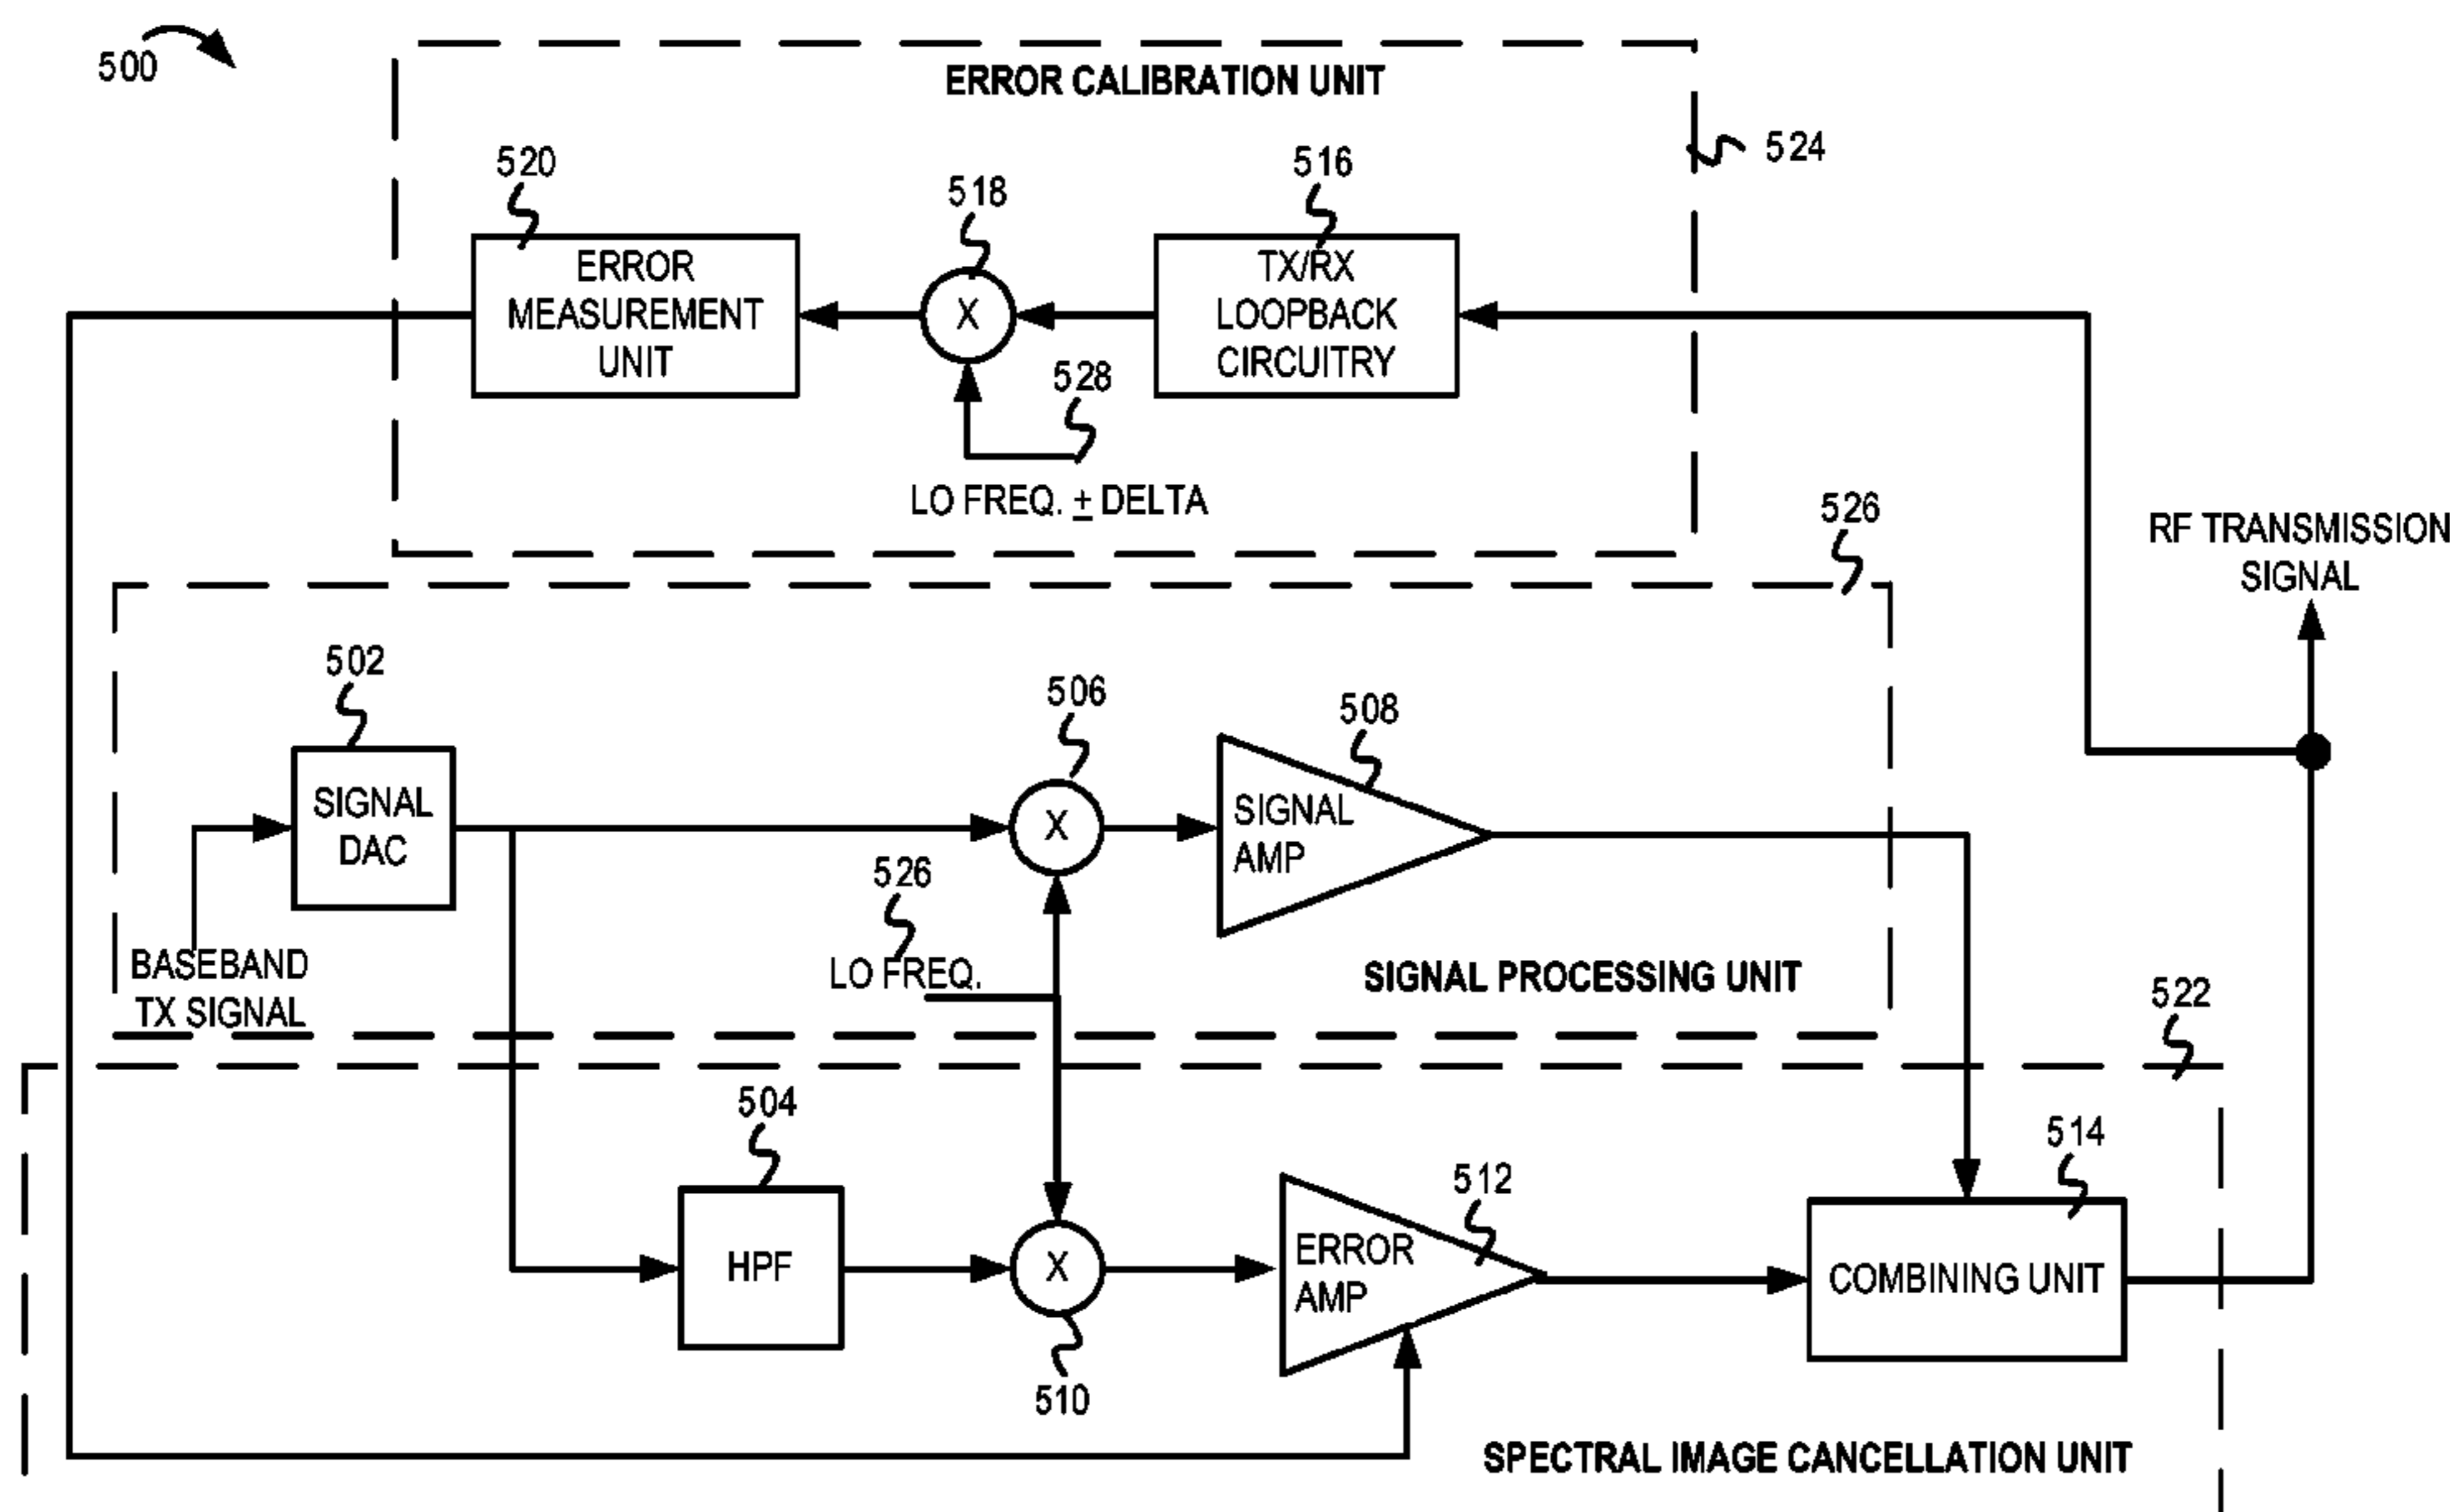 500
ERROR CALIBRATION UNIT
524
520
518
516
ERROR
MEASUREMENT
UNIT
X
TX/RX
LOOPBACK
CIRCUITRY
528
LO FREQ. ± DELTA
526
RF TRANSMISSION
SIGNAL
502
506
508
SIGNAL
DAC
X
SIGNAL
AMP
526
LO FREQ.
BASEBAND
TX SIGNAL
SIGNAL PROCESSING UNIT
522
504
512
514
HPF
X
ERROR
AMP
COMBINING UNIT
510
SPECTRAL IMAGE CANCELLATION UNIT